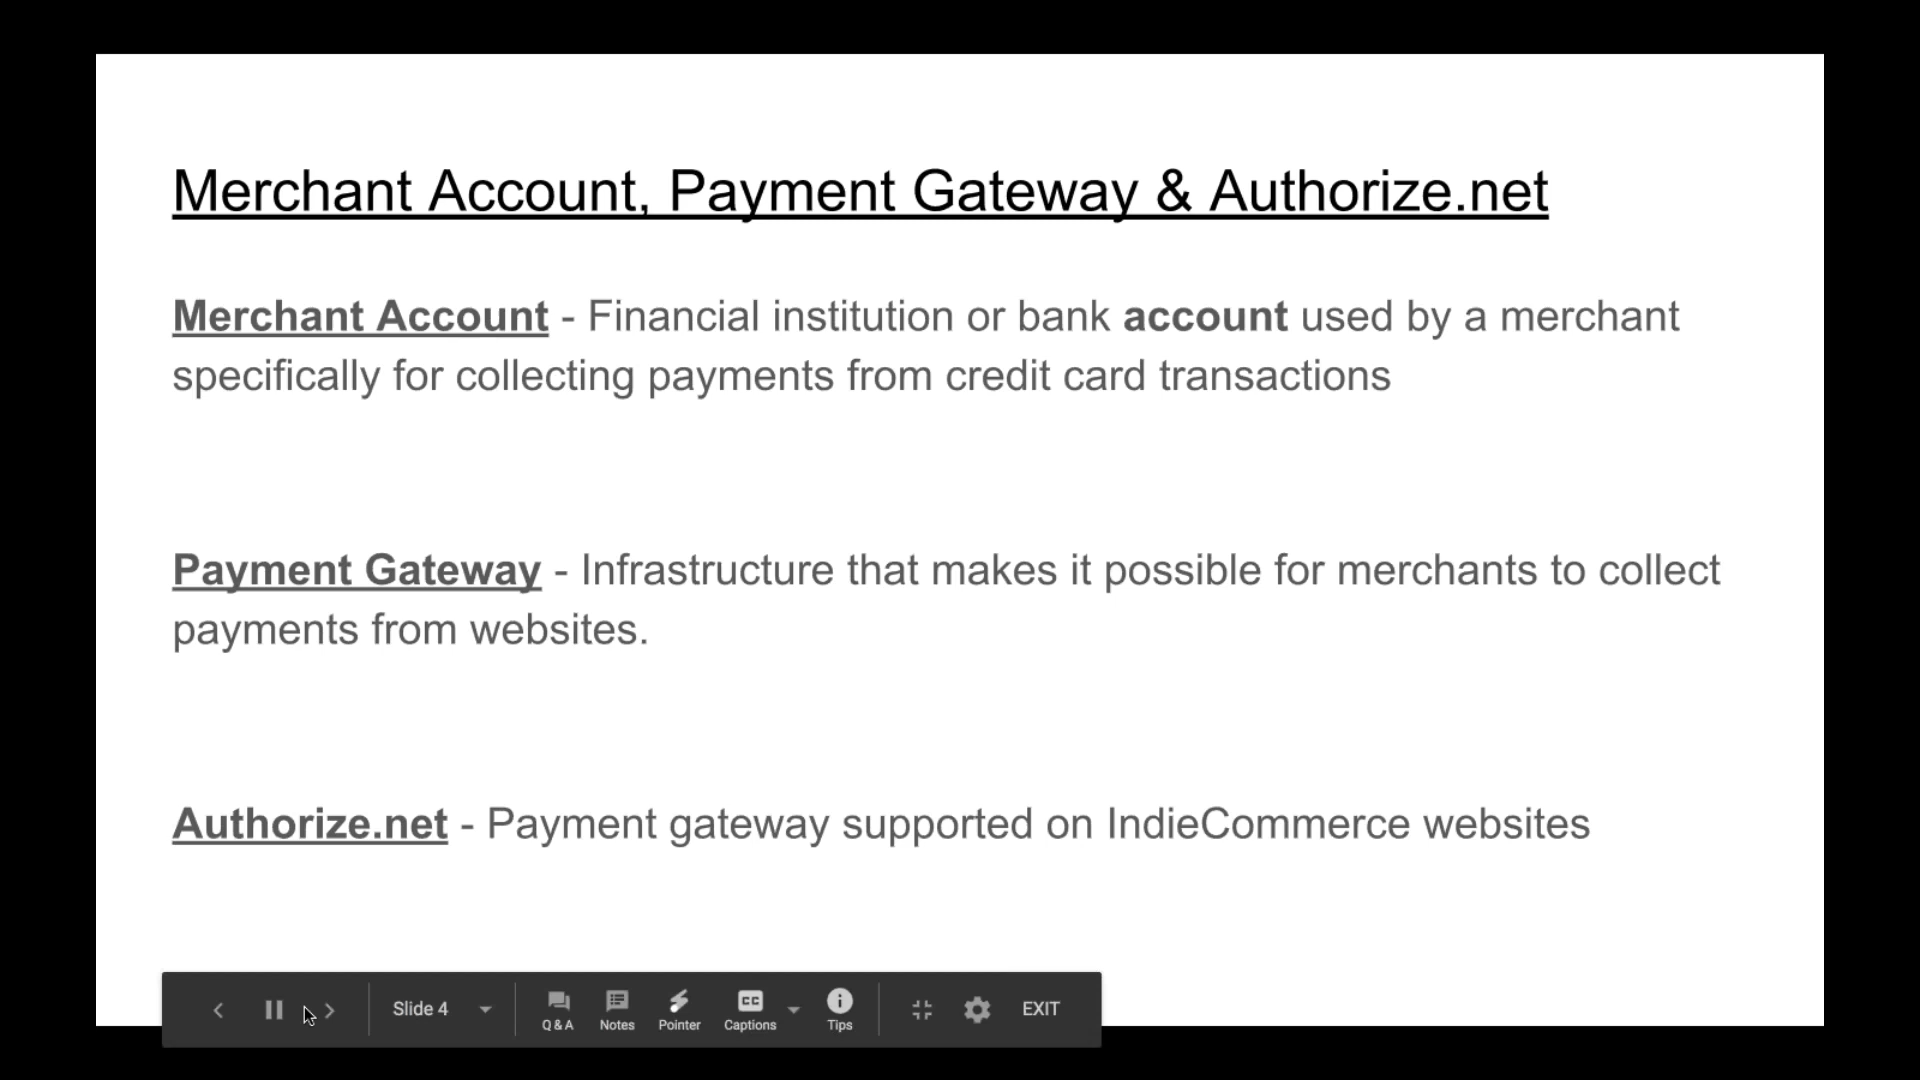 Merchant Account, Payment Gateway & Authorize.net
Merchant Account - Financial institution or bank account used by a merchant
specifically for collecting payments from credit card transactions
Payment Gateway - Infrastructure that makes it possible for merchants to collect
payments from websites.
Authorize.net - Payment gateway supported on IndieCommerce websites
Slide 4 Q & A Notes Pointer CC Captions Tips EXIT